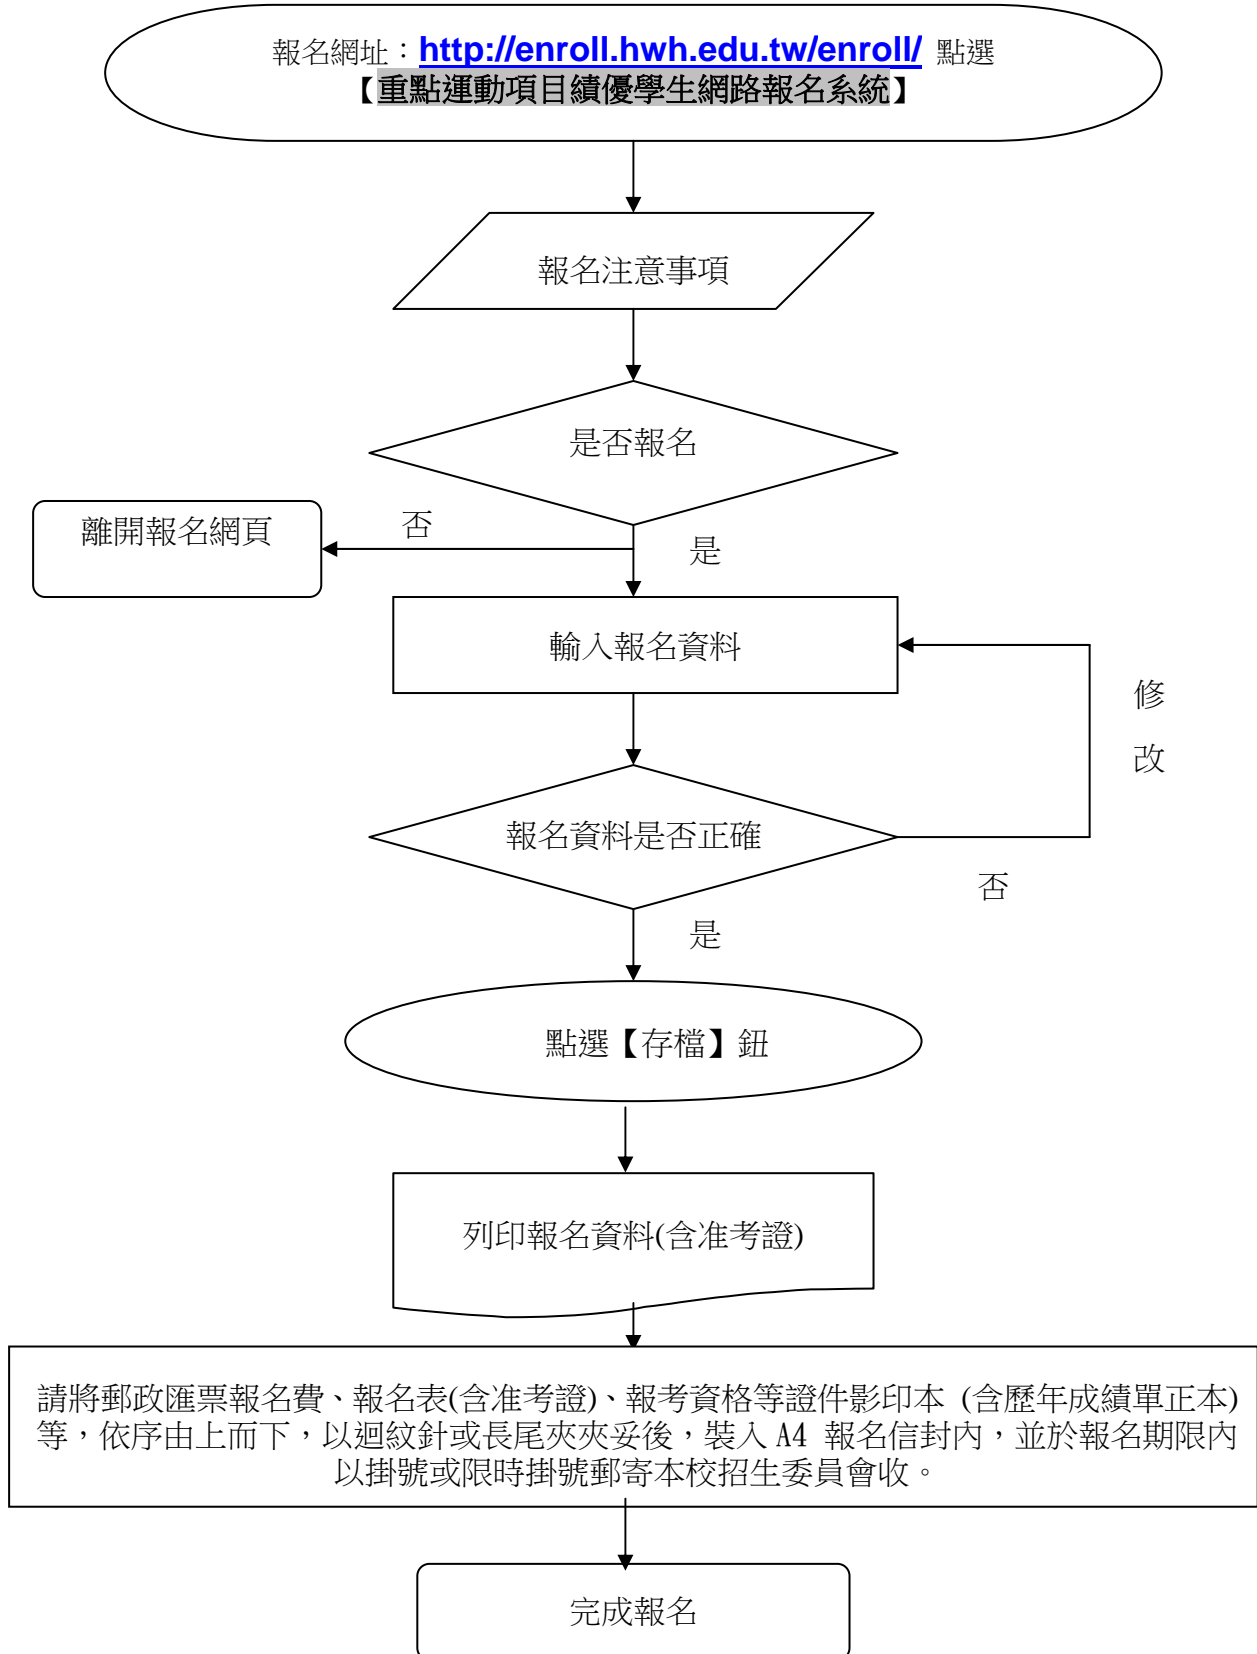 報名網址：http://enroll.hwh.edu.tw/enroll/ 點選
【重點運動項目績優學生網路報名系統】
報名注意事項
是否報名
離開報名網頁
否
是
輸入報名資料
修
改
報名資料是否正確
否
是
點選【存檔】鈕
列印報名資料(含准考證)
請將郵政匯票報名費、報名表(含准考證)、報考資格等證件影印本 (含歷年成績單正本)
等，依序由上而下，以迴紋針或長尾夾夾妥後，裝入 A4 報名信封內，並於報名期限內
以掛號或限時掛號郵寄本校招生委員會收。
完成報名